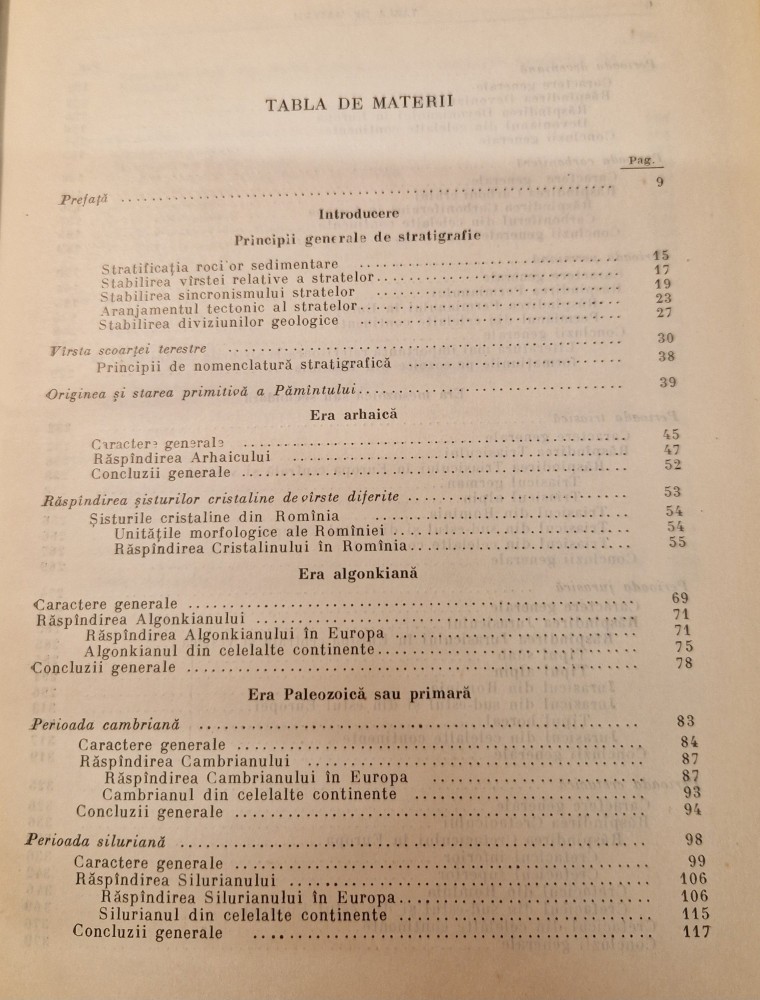 TABLA DE MATERII
Pag.
Prefață .......... 9
Introducere
Principii generale de stratigrafie
Stratificația roci or sedimentare .......... 15
Stabilirea vîrstei relative a stratelor .......... 17
Stabilirea sincronismului stratelor .......... 19
Aranjamentul tectonic al stratelor .......... 23
Stabilirea diviziunilor geologice .......... 27
Vîrsta scoarței terestre .......... 30
Principii de nomenclatură stratigrafică .......... 38
Originea și starea primitivă a Pămîntului .......... 39
Era arhaică
Caractere generale .......... 45
Răspîndirea Arhaicului .......... 47
Concluzii generale .......... 52
Răspîndirea șisturilor cristaline de vîrste diferite .......... 53
Șisturile cristaline din Romînia .......... 54
Unitățile morfologice ale Romîniei .......... 54
Răspîndirea Cristalinului în Romînia .......... 55
Era algonkiană
Caractere generale .......... 69
Răspîndirea Algonkianului .......... 71
Răspîndirea Algonkianului în Europa .......... 71
Algonkianul din celelalte continente .......... 75
Concluzii generale .......... 78
Era Paleozoică sau primară
Perioada cambriană .......... 83
Caractere generale .......... 84
Răspîndirea Cambrianului .......... 87
Răspîndirea Cambrianului în Europa .......... 87
Cambrianul din celelalte continente .......... 93
Concluzii generale .......... 94
Perioada siluriană .......... 98
Caractere generale .......... 99
Răspîndirea Silurianului .......... 106
Răspîndirea Silurianului în Europa .......... 106
Silurianul din celelalte continente .......... 115
Concluzii generale .......... 117